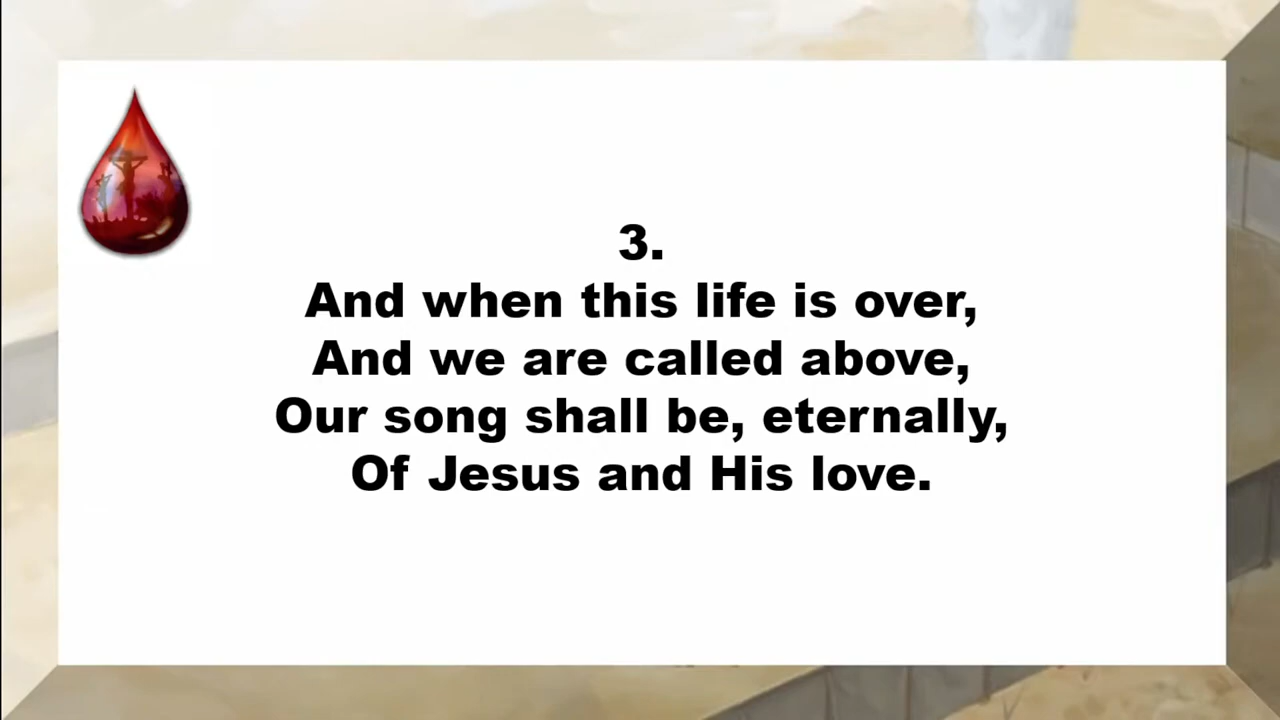 3.
And when this life is over,
And we are called above,
Our song shall be, eternally,
Of Jesus and His love.